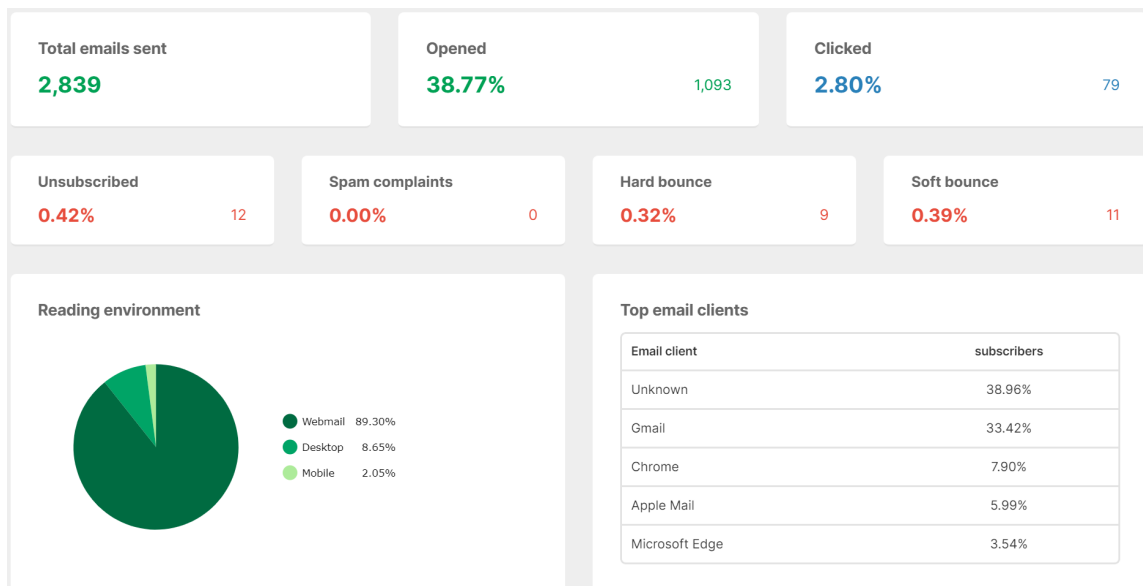 Total emails sent
2,839
Opened
38.77% 1,093
Clicked
2.80% 79
Unsubscribed
0.42% 12
Spam complaints
0.00% 0
Hard bounce
0.32% 9
Soft bounce
0.39% 11
Reading environment
Webmail 89.30%
Desktop 8.65%
Mobile 2.05%
Top email clients
Email client subscribers
Unknown 38.96%
Gmail 33.42%
Chrome 7.90%
Apple Mail 5.99%
Microsoft Edge 3.54%